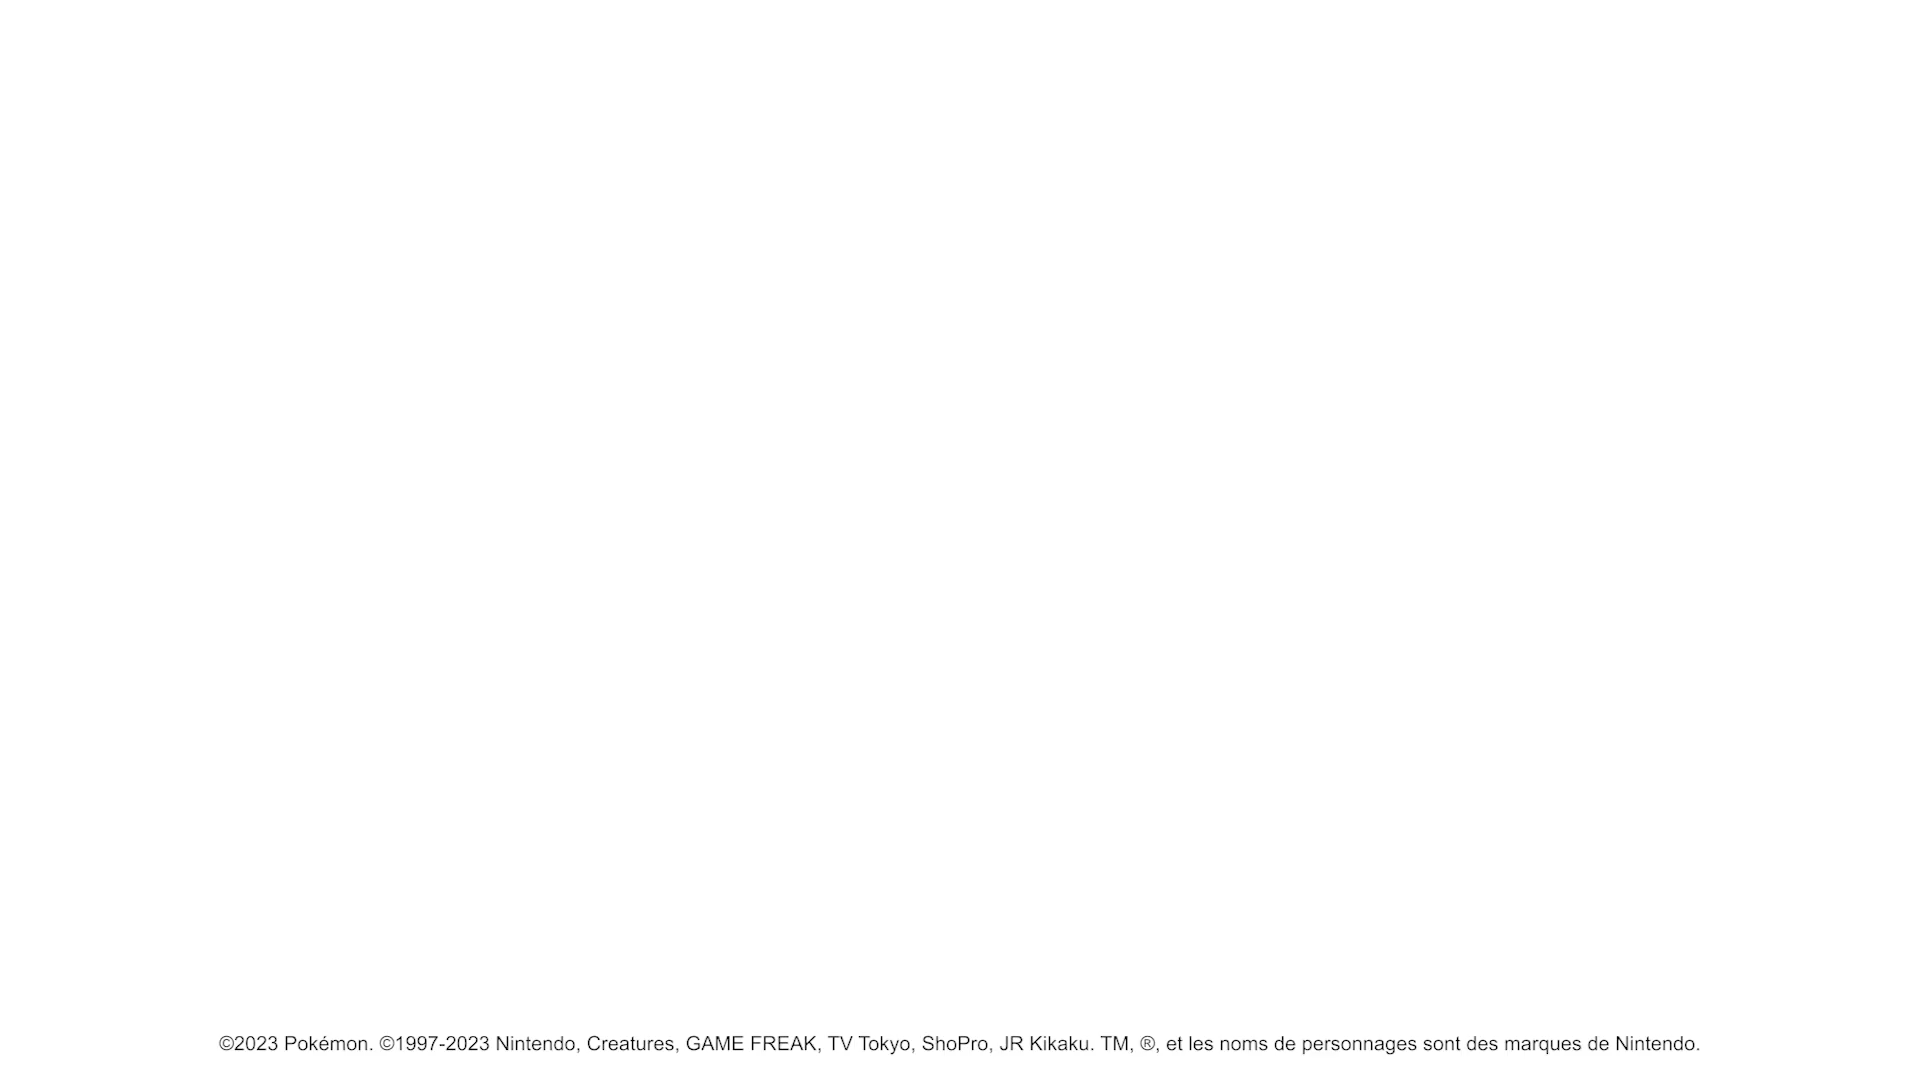 ©2023 Pokémon. ©1997-2023 Nintendo, Creatures, GAME FREAK, TV Tokyo, ShoPro, JR Kikaku. TM, ®, et les noms de personnages sont des marques de Nintendo.